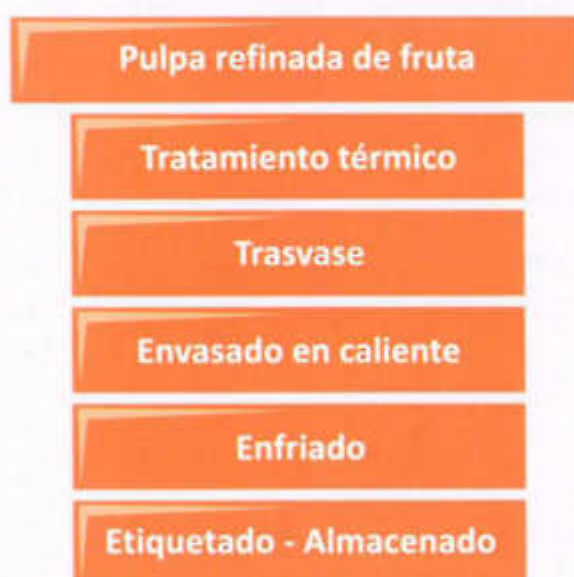 Pulpa refinada de fruta
Tratamiento térmico
Trasvase
Envasado en caliente
Enfriado
Etiquetado - Almacenado